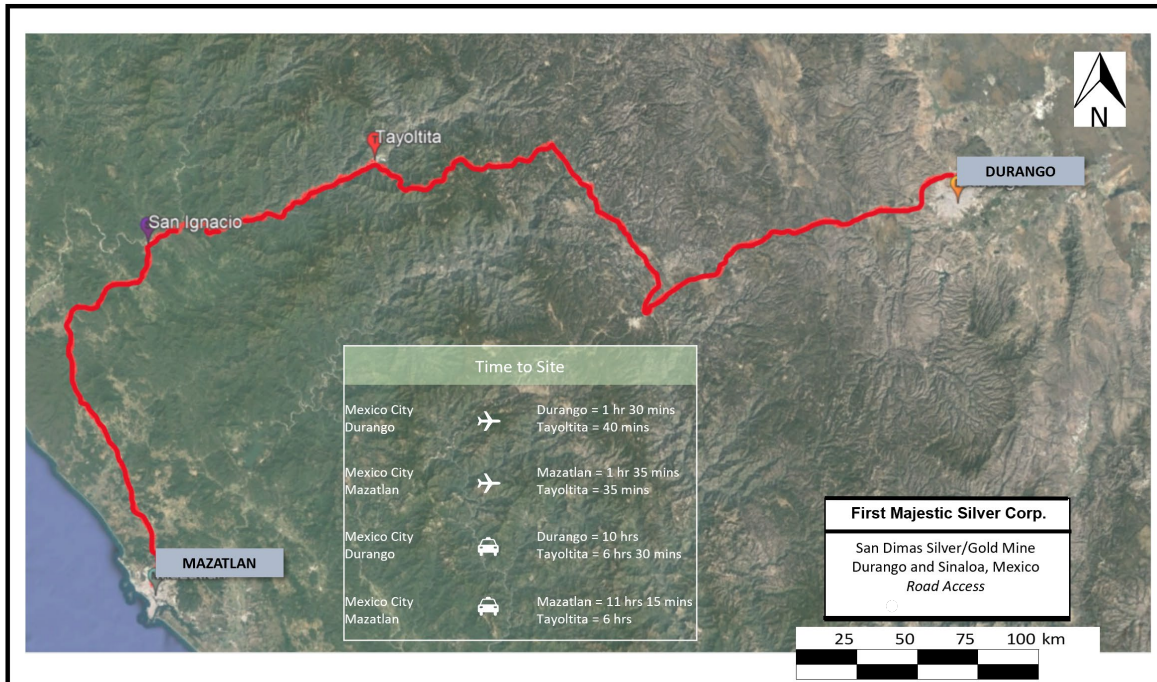 N
Tayoltita
DURANGO
San Ignacio
Time to Site
Mexico City Durango = 1 hr 30 mins
Durango Tayoltita = 40 mins
Mexico City Mazatlan = 1 hr 35 mins
Mazatlan Tayoltita = 35 mins
Mexico City Durango = 10 hrs
Durango Tayoltita = 6 hrs 30 mins
Mexico City Mazatlan = 11 hrs 15 mins
Mazatlan Tayoltita = 6 hrs
MAZATLAN
First Majestic Silver Corp.
San Dimas Silver/Gold Mine
Durango and Sinaloa, Mexico
Road Access
25 50 75 100 km